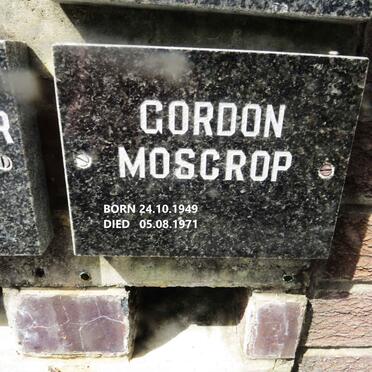 GORDON
MOSCROP
BORN 24.10.1949
DIED 05.08.1971
R